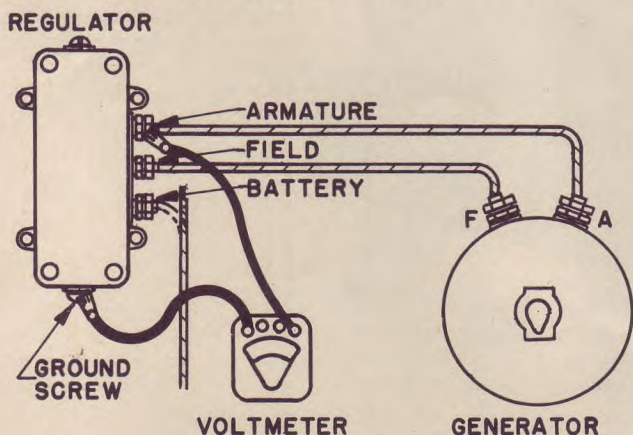 REGULATOR
ARMATURE
FIELD
BATTERY
F
A
GROUND
SCREW
VOLTMETER
GENERATOR